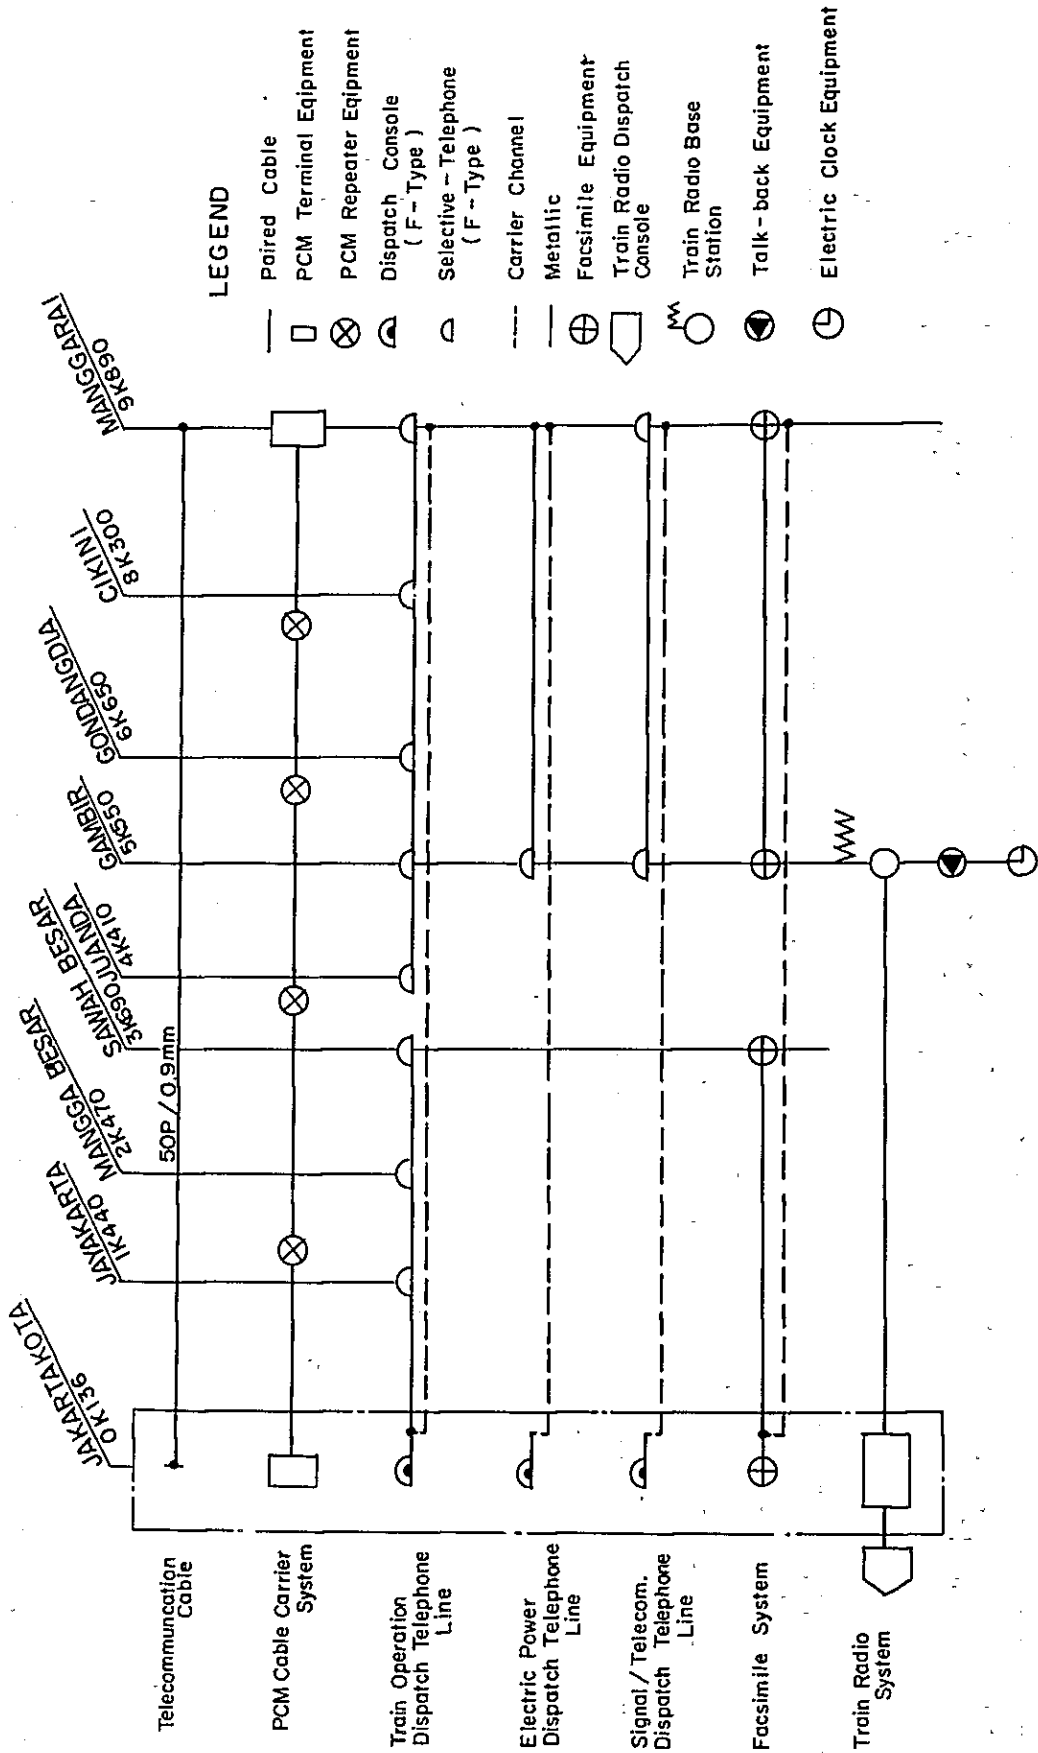 JAKARTAKOTA
0K136
JAYAKARTA
1K440
MANGGA BESAR
2K470
SAWAH BESAR
3K690
JUANDA
4K410
GAMBIR
5K550
GONDANGDIA
6K650
CIKINI
8K300
MANGGARAI
9K890
Telecommuncation
Cable
50P/0.9mm
PCM Cable Carrier
System
Train Operation
Dispatch Telephone
Line
Electric Power
Dispatch Telephone
Line
Signal/Telecom.
Dispatch Telephone
Line
Facsimile System
Train Radio
System
LEGEND
Paired Cable
PCM Terminal Eqipment
PCM Repeater Eqipment
Dispatch Console
(F-Type)
Selective-Telephone
(F-Type)
Carrier Channel
Metallic
Facsimile Equipment
Train Radio Dispatch
Console
Train Radio Base
Station
Talk-back Equipment
Electric Clock Equipment